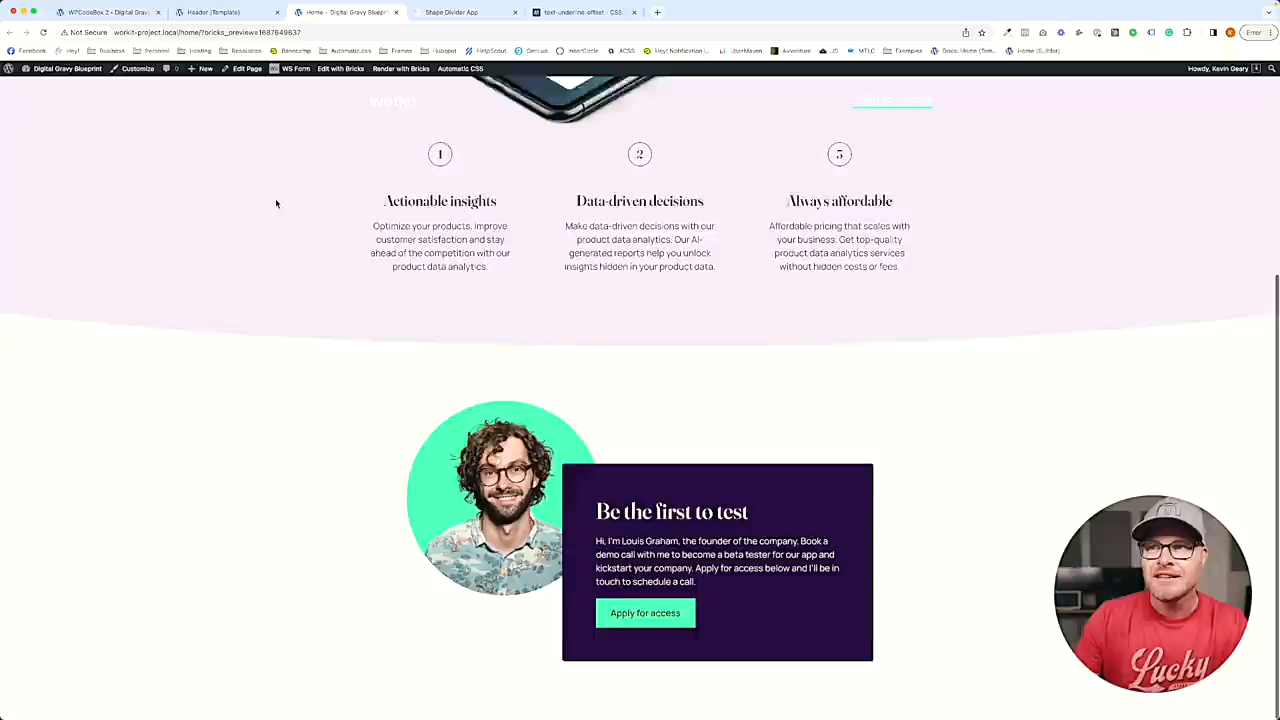 WPCodeBox 2 ‹ Digital Grav
Header (Template)
Home – Digital Gravy Blueprint
Shape Divider App
text-underline-offset - CSS
Not Secure
workit-project.local/home/?bricks_preview=1687649637
Error
Facebook
Hey!
Business
Personal
Hosting
Resources
Bandcamp
Automatic.css
Frames
Hubspot
HelpScout
Genius
InnerCircle
ACSS
Hey! Notification
UserMaven
Adventure
JS
MTLC
Examples
Docs: Home (Tem...
Home (Builder)
Digital Gravy Blueprint
Customize
0
New
Edit Page
WS Form
Edit with Bricks
Render with Bricks
Automatic CSS
Howdy, Kevin Geary
1
2
3
Actionable insights
Data-driven decisions
Always affordable
Optimize your products, improve
customer satisfaction and stay
ahead of the competition with our
product data analytics.
Make data-driven decisions with our
product data analytics. Our AI-
generated reports help you unlock
insights hidden in your product data.
Affordable pricing that scales with
your business. Get top-quality
product data analytics services
without hidden costs or fees.
Be the first to test
Hi, I'm Louis Graham, the founder of the company. Book a
demo call with me to become a beta tester for our app and
kickstart your company. Apply for access below and I'll be in
touch to schedule a call.
Apply for access
Lucky